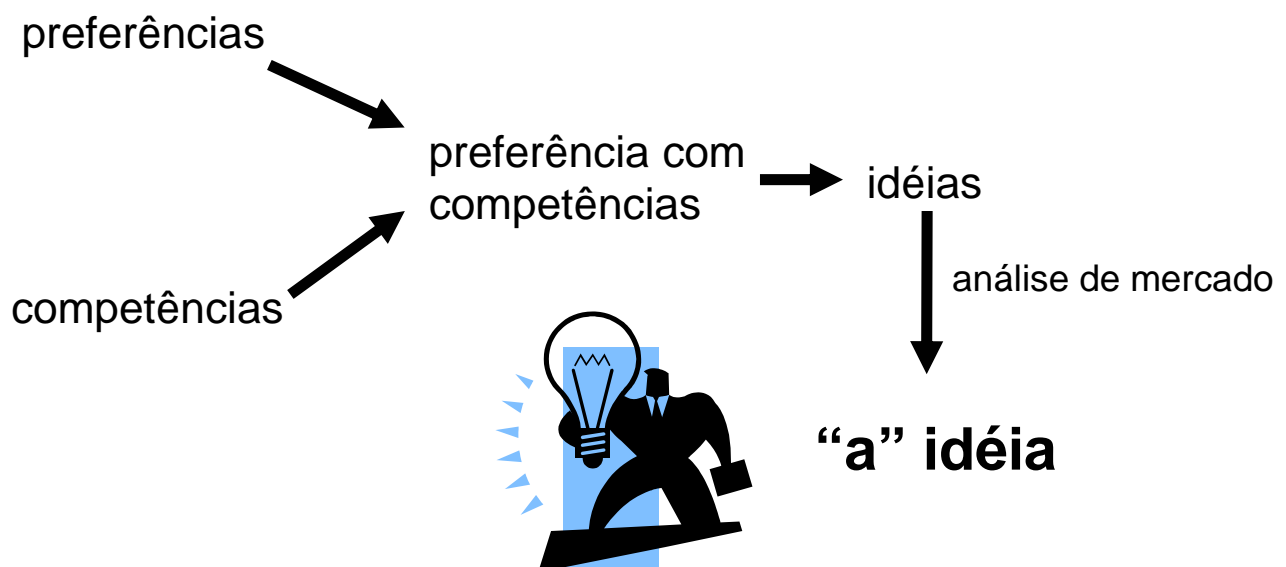 preferências
preferência com
competências
idéias
análise de mercado
competências
“a” idéia